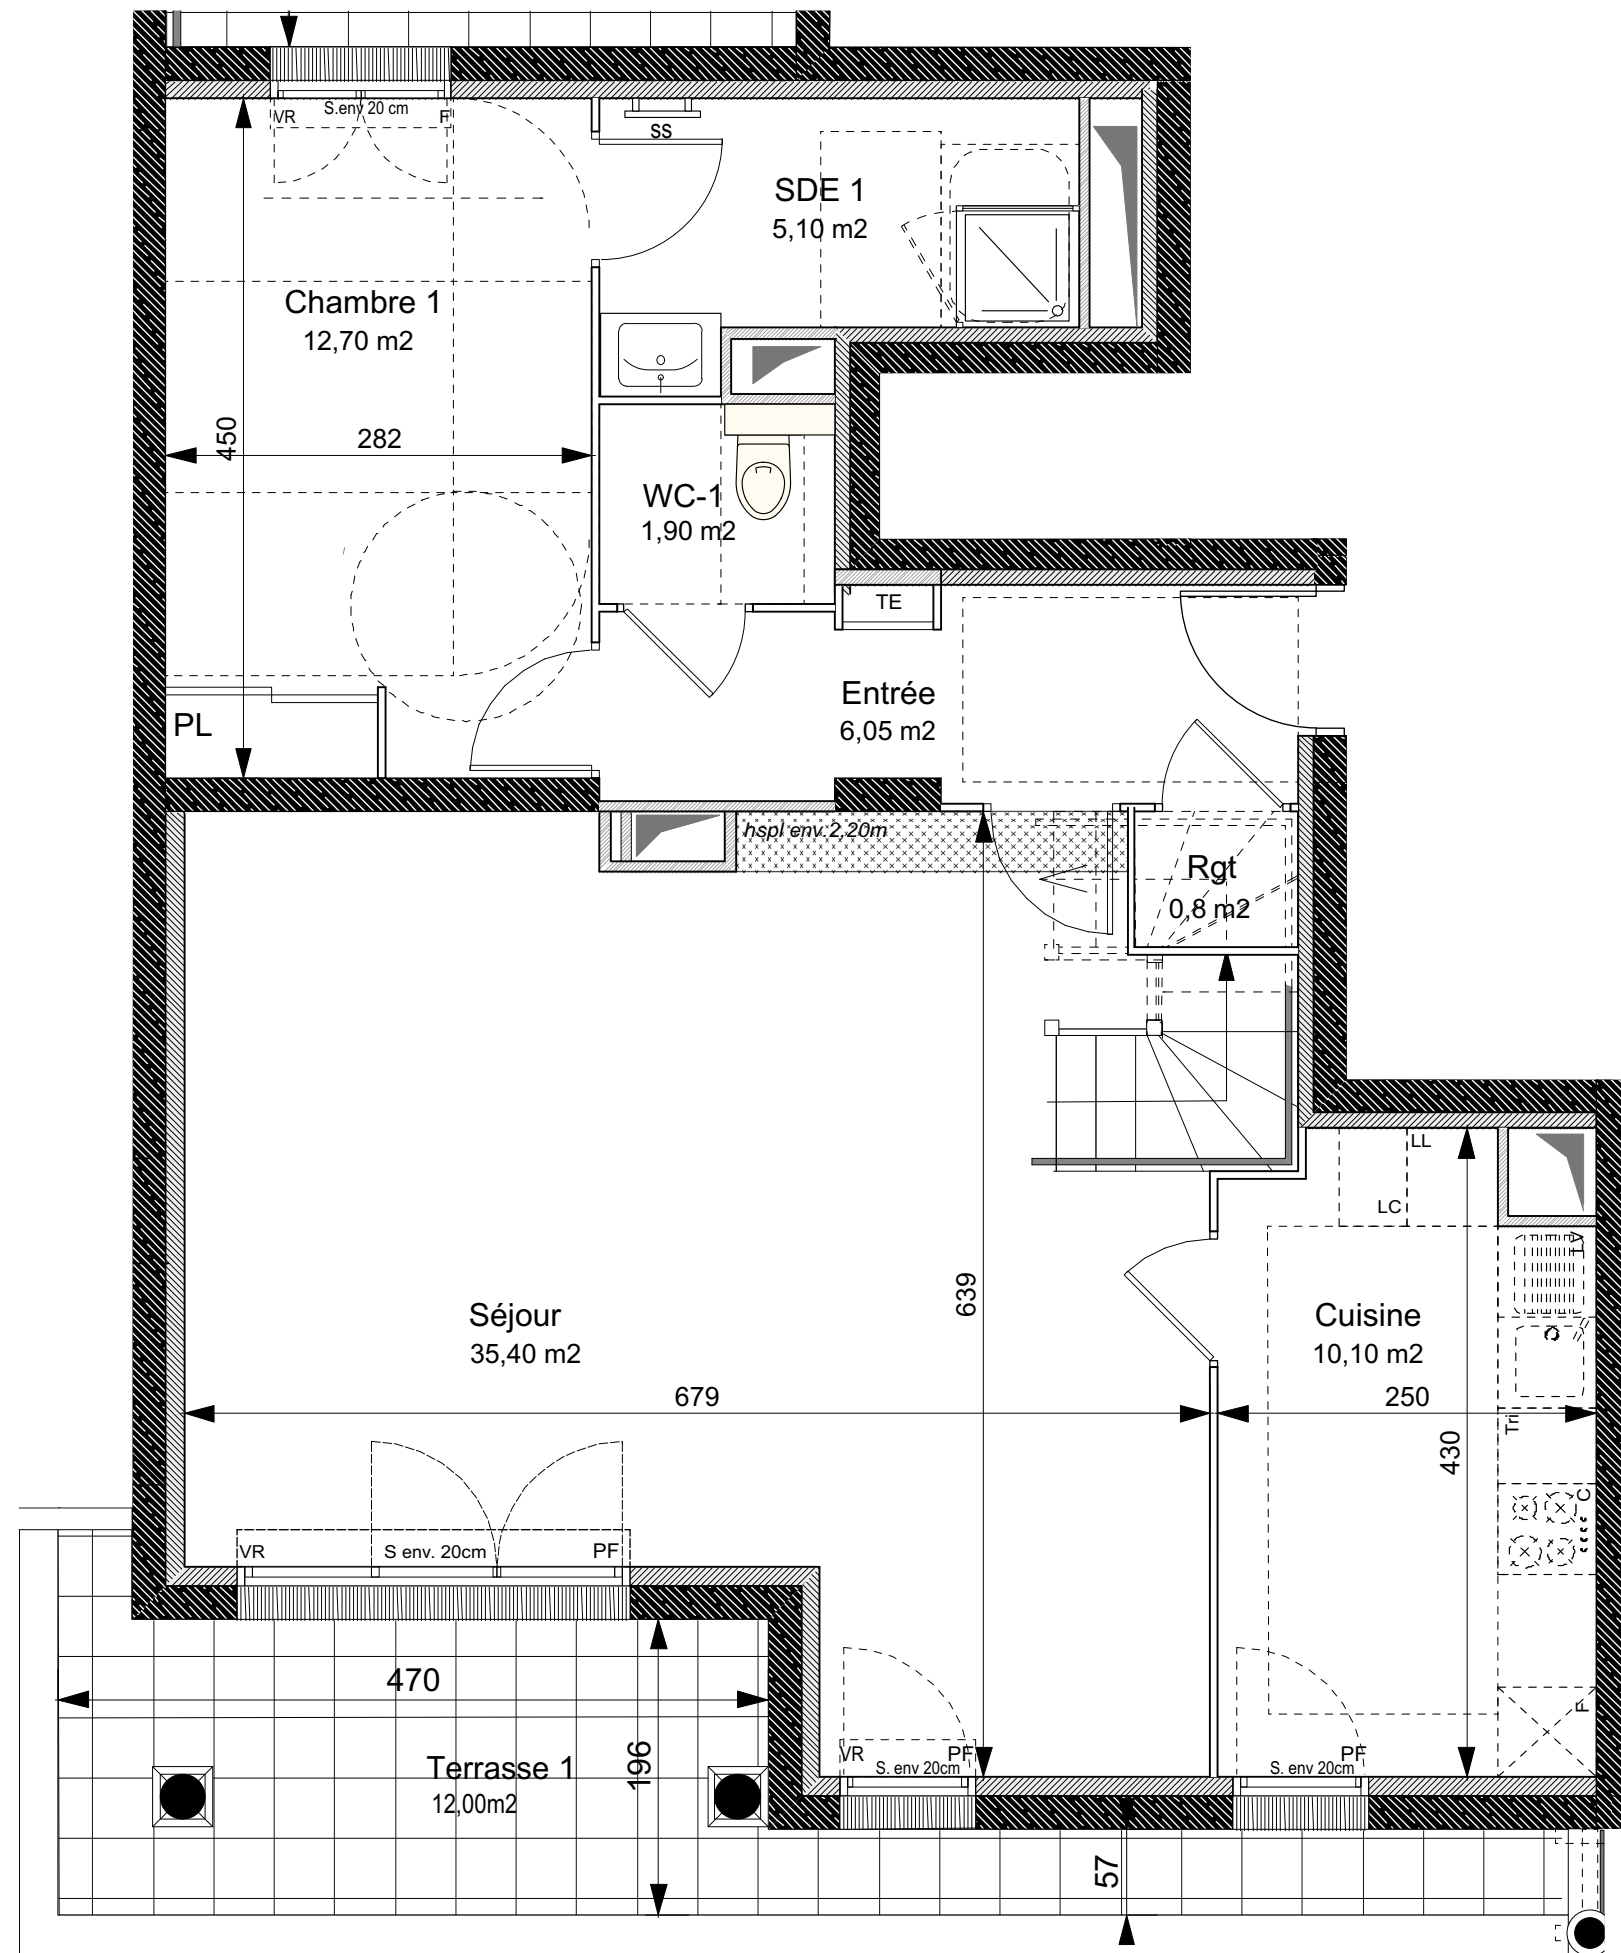 VR
S.env 20 cm
F
SS
SDE 1
5,10 m2
Chambre 1
12,70 m2
450
282
WC-1
1,90 m2
TE
Entrée
6,05 m2
PL
hspl env.2,20m
Rgt
0,8 m2
LL
LC
LV
639
Séjour
35,40 m2
Cuisine
10,10 m2
679
250
Tri
430
C
VR
S env. 20cm
PF
470
196
Terrasse 1
12,00m2
VR
PF
S. env 20cm
PF
S. env 20cm
F
57